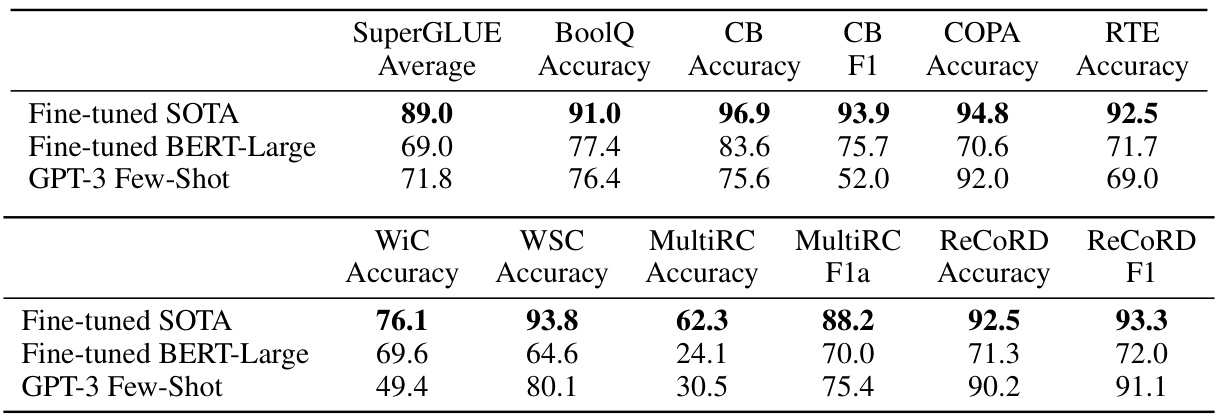 SuperGLUE BoolQ CB CB COPA RTE
Average Accuracy Accuracy F1 Accuracy Accuracy
Fine-tuned SOTA 89.0 91.0 96.9 93.9 94.8 92.5
Fine-tuned BERT-Large 69.0 77.4 83.6 75.7 70.6 71.7
GPT-3 Few-Shot 71.8 76.4 75.6 52.0 92.0 69.0
WiC WSC MultiRC MultiRC ReCoRD ReCoRD
Accuracy Accuracy Accuracy F1a Accuracy F1
Fine-tuned SOTA 76.1 93.8 62.3 88.2 92.5 93.3
Fine-tuned BERT-Large 69.6 64.6 24.1 70.0 71.3 72.0
GPT-3 Few-Shot 49.4 80.1 30.5 75.4 90.2 91.1